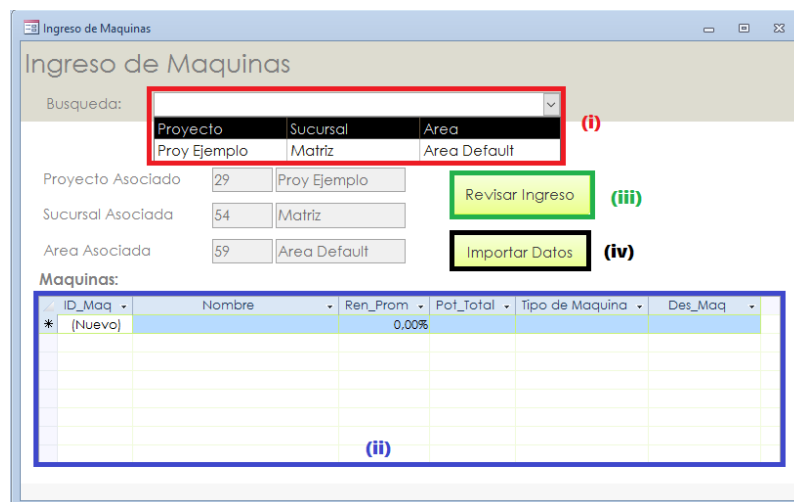 Ingreso de Maquinas
Ingreso de Maquinas
Busqueda:
(i)
Proyecto Sucursal Area
Proy Ejemplo Matriz Area Default
Proyecto Asociado 29 Proy Ejemplo Revisar Ingreso (iii)
Sucursal Asociada 54 Matriz
Area Asociada 59 Area Default Importar Datos (iv)
Maquinas:
ID_Maq Nombre Ren_Prom Pot_Total Tipo de Maquina Des_Maq
* (Nuevo) 0,00%
(ii)